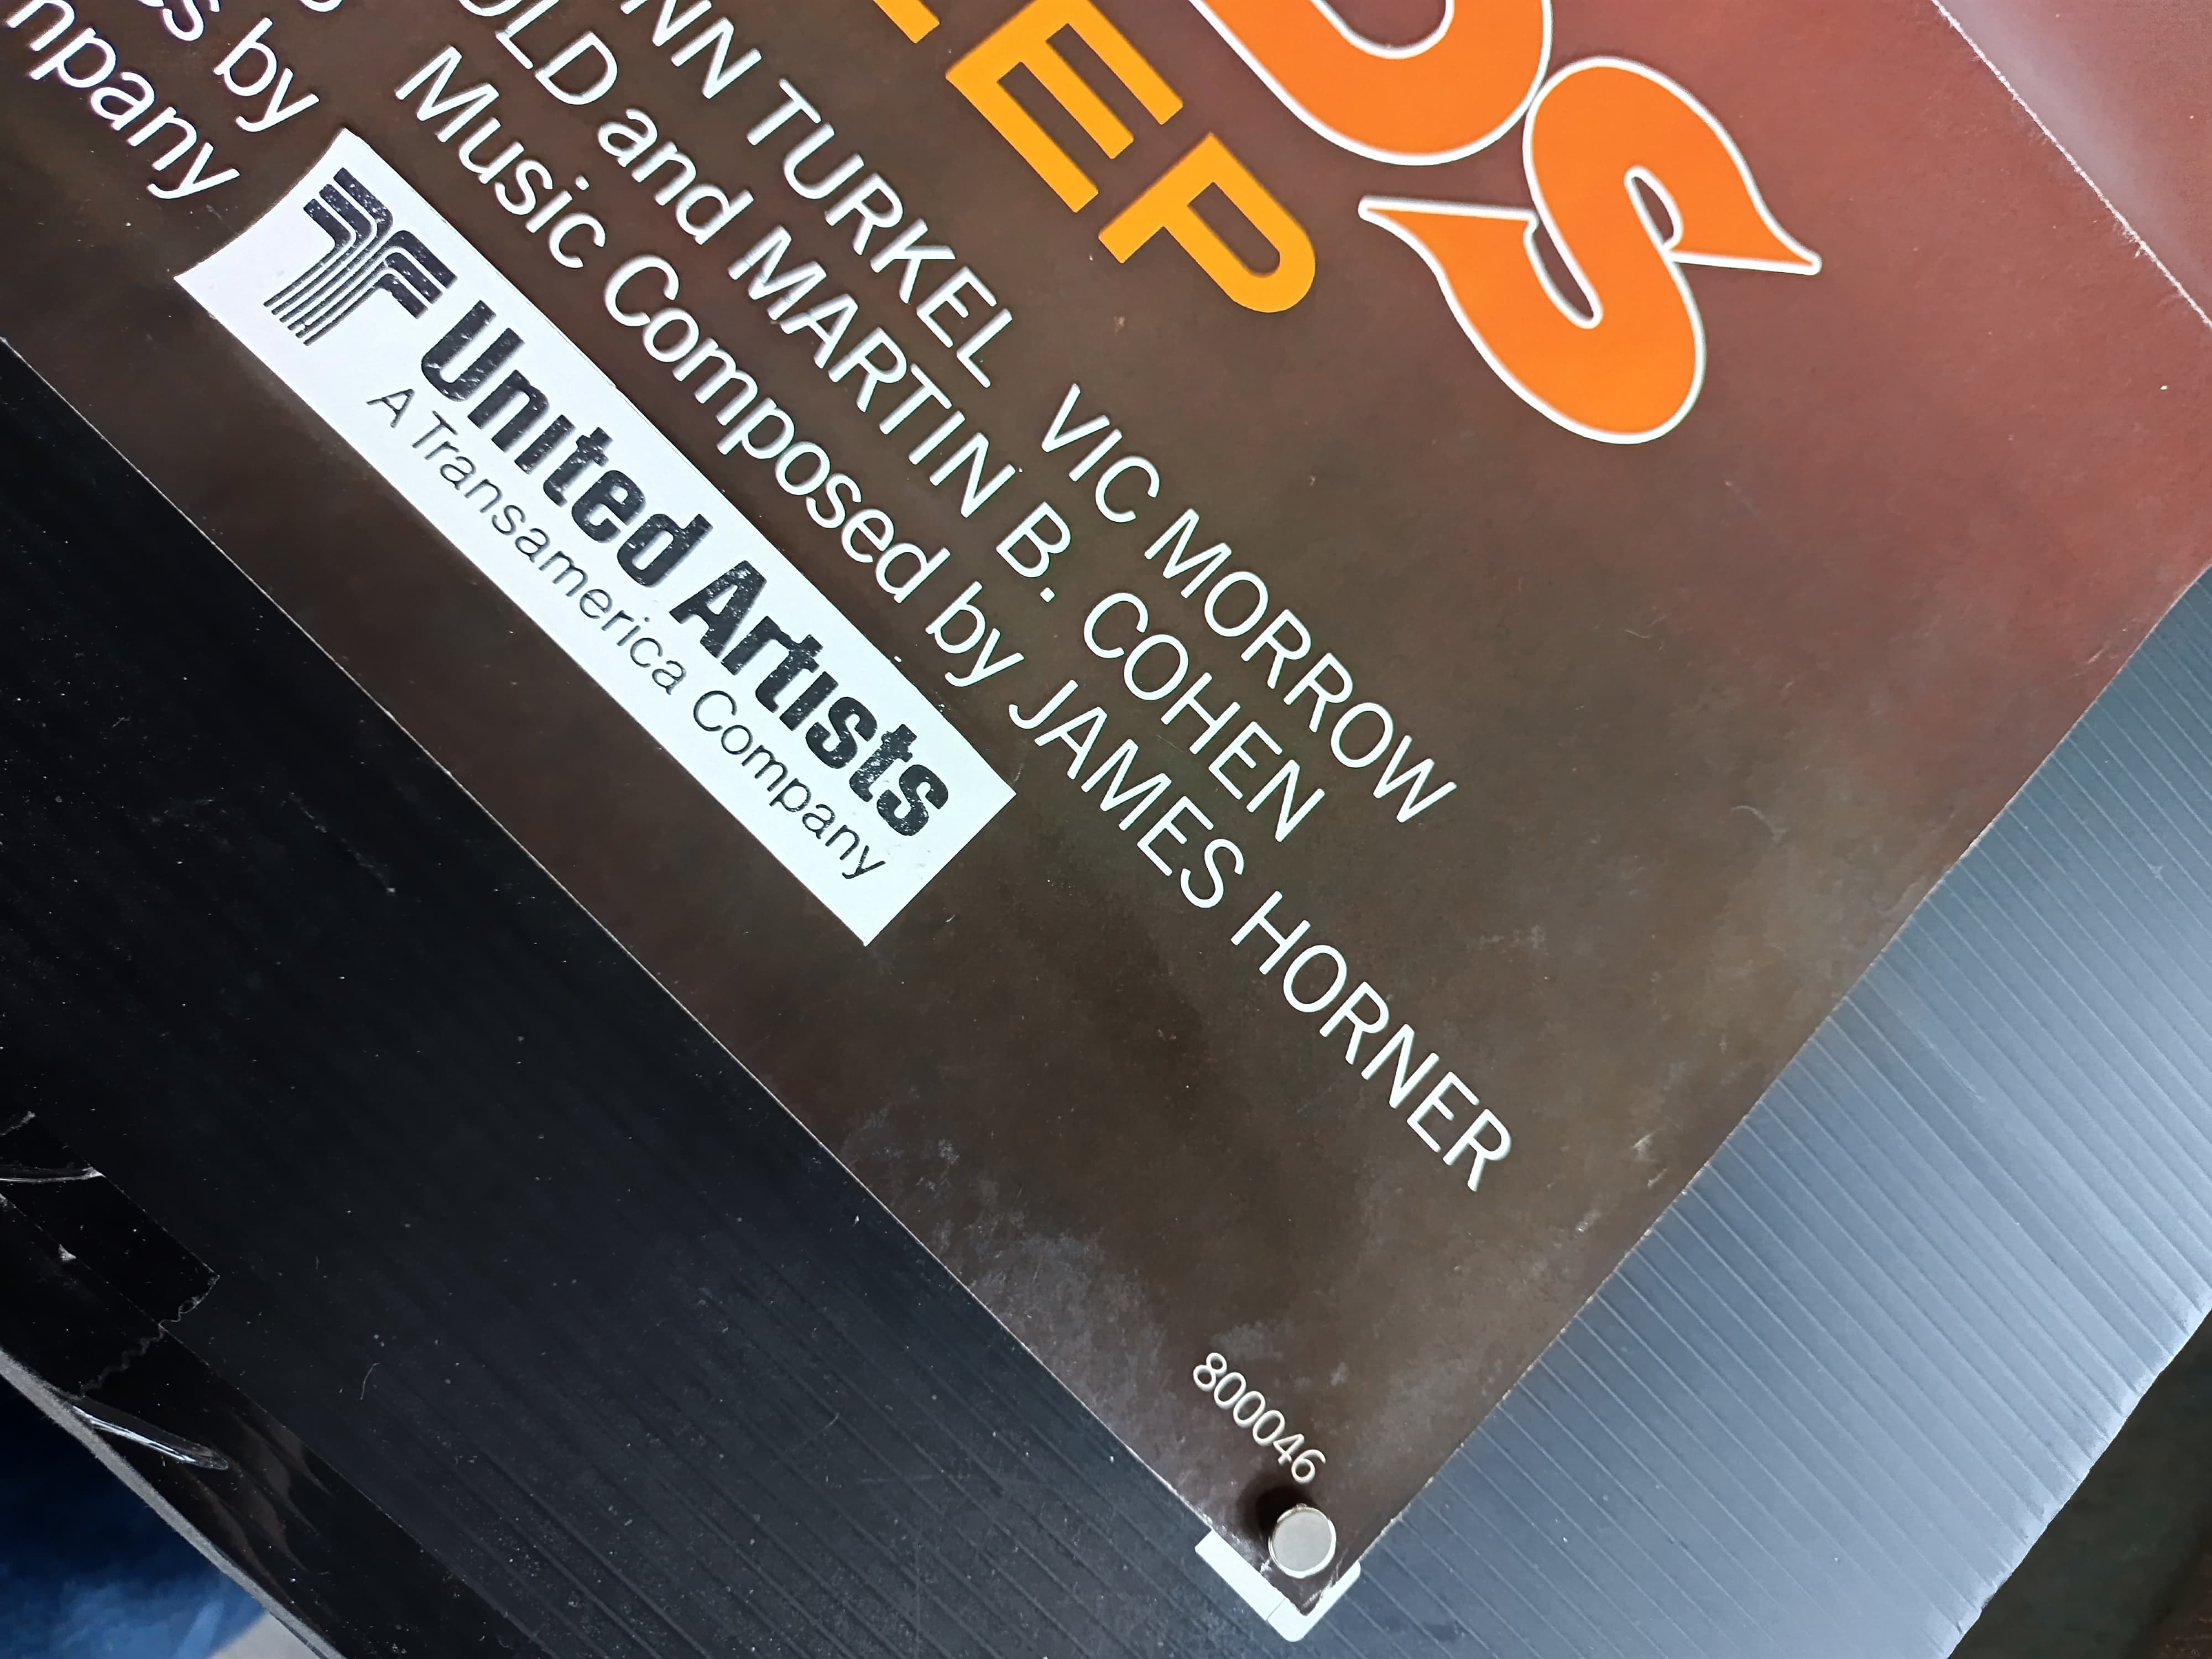 DS
EP
NN TURKEL VIC MORROW
OLD and MARTIN B. COHEN
Music Composed by JAMES HORNER
s by
mpany
United Artists
A Transamerica Company
800046